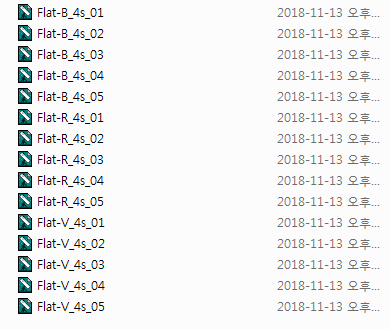 Flat-B_4s_01 2018-11-13 오후...
Flat-B_4s_02 2018-11-13 오후...
Flat-B_4s_03 2018-11-13 오후...
Flat-B_4s_04 2018-11-13 오후...
Flat-B_4s_05 2018-11-13 오후...
Flat-R_4s_01 2018-11-13 오후...
Flat-R_4s_02 2018-11-13 오후...
Flat-R_4s_03 2018-11-13 오후...
Flat-R_4s_04 2018-11-13 오후...
Flat-R_4s_05 2018-11-13 오후...
Flat-V_4s_01 2018-11-13 오후...
Flat-V_4s_02 2018-11-13 오후...
Flat-V_4s_03 2018-11-13 오후...
Flat-V_4s_04 2018-11-13 오후...
Flat-V_4s_05 2018-11-13 오후...